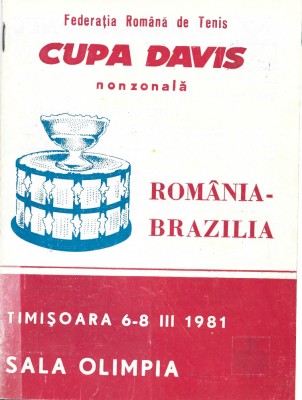 Federația Română de Tenis
CUPA DAVIS
nonzonală
ROMÂNIA-
BRAZILIA
TIMIȘOARA 6-8 III 1981
SALA OLIMPIA